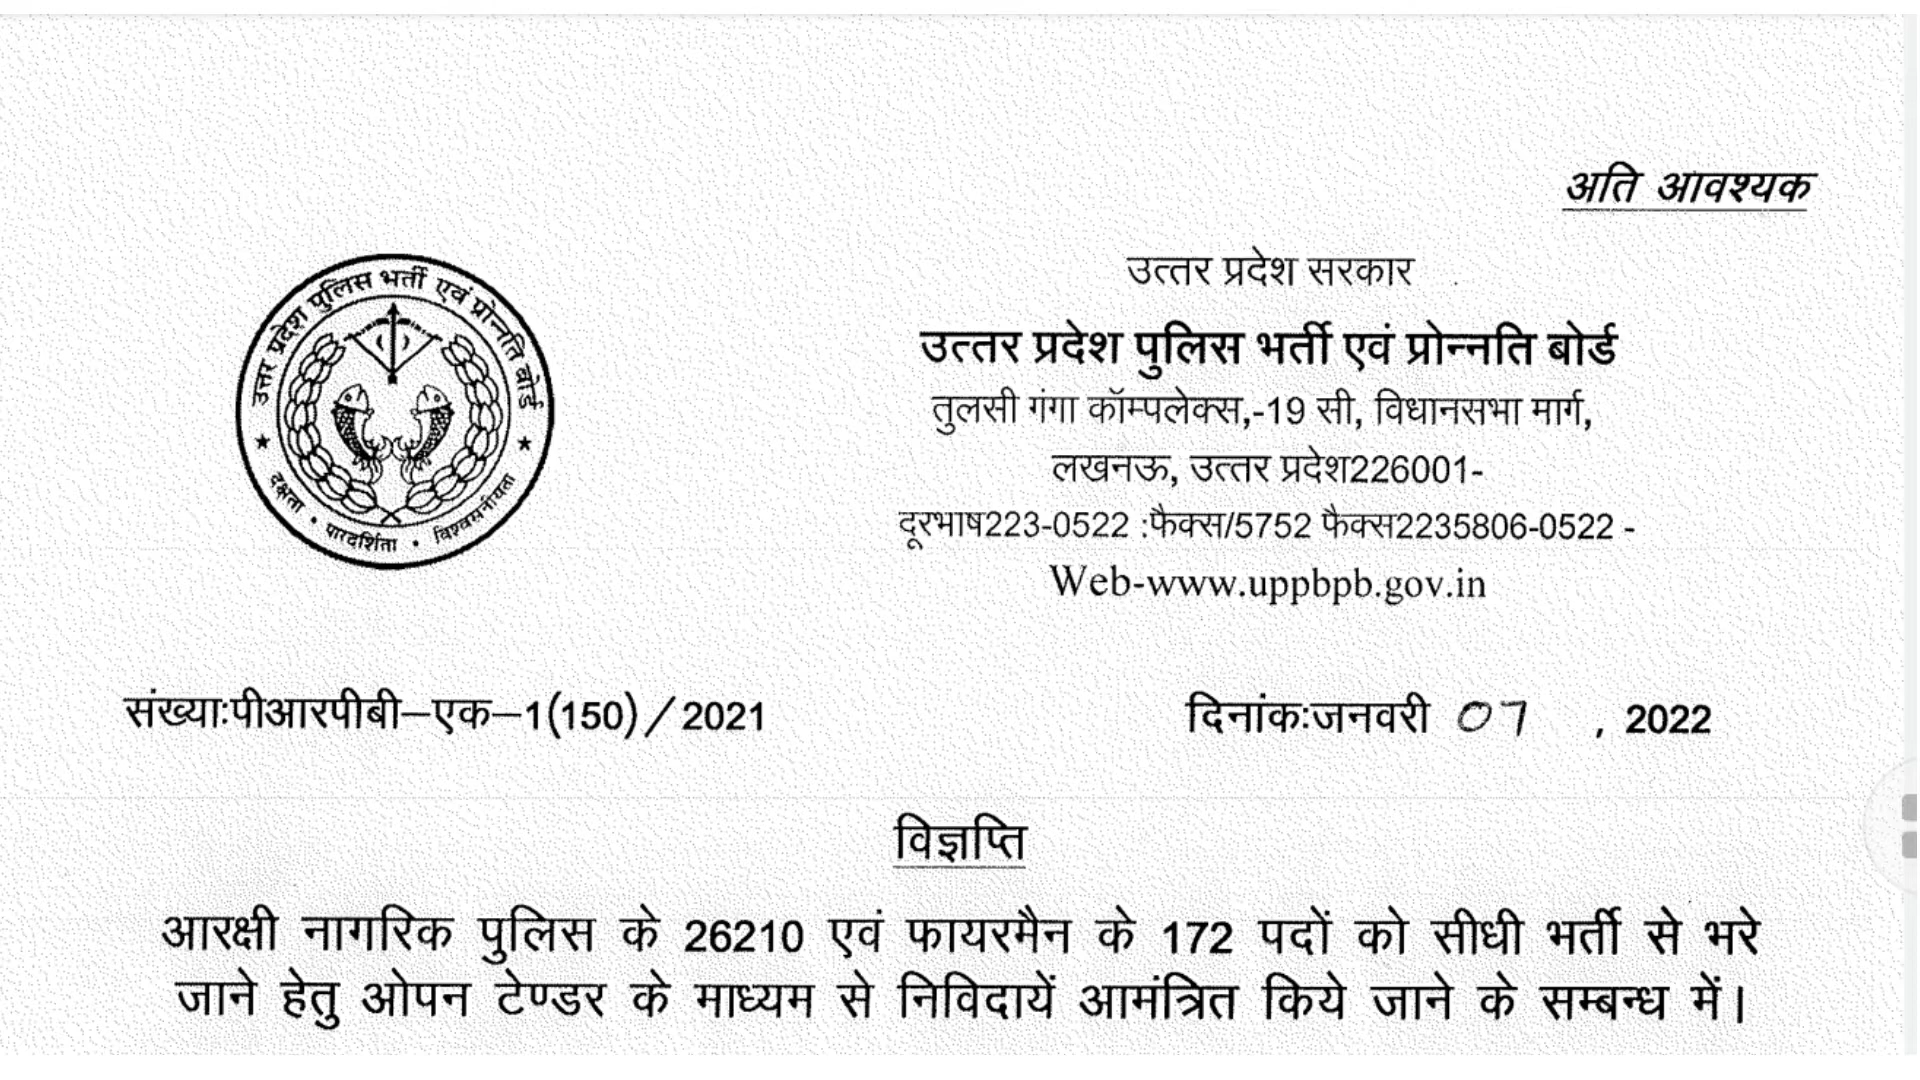 अति आवश्यक
उत्तर प्रदेश पुलिस भर्ती एवं प्रोन्नति बोर्ड
दक्षता • पारदर्शिता • विश्वसनीयता
उत्तर प्रदेश सरकार
उत्तर प्रदेश पुलिस भर्ती एवं प्रोन्नति बोर्ड
तुलसी गंगा कॉम्पलेक्स,-19 सी, विधानसभा मार्ग,
लखनऊ, उत्तर प्रदेश226001-
दूरभाष223-0522 :फैक्स/5752 फैक्स2235806-0522 -
Web-www.uppbpb.gov.in
संख्याःपीआरपीबी–एक–1(150)/2021 दिनांकःजनवरी 07 , 2022
विज्ञप्ति
आरक्षी नागरिक पुलिस के 26210 एवं फायरमैन के 172 पदों को सीधी भर्ती से भरे
जाने हेतु ओपन टेण्डर के माध्यम से निविदायें आमंत्रित किये जाने के सम्बन्ध में।